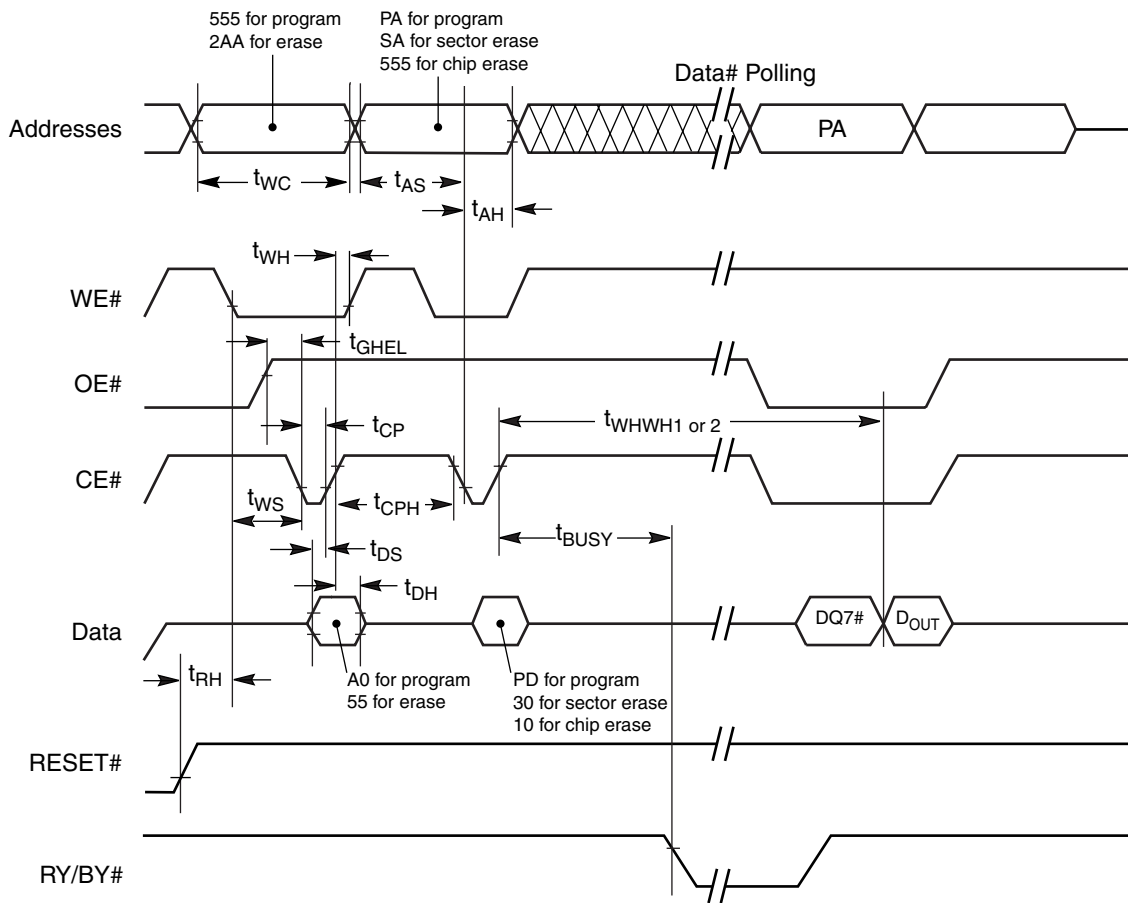 555 for program
2AA for erase
PA for program
SA for sector erase
555 for chip erase
Data# Polling
Addresses
PA
tWC
tAS
tAH
tWH
WE#
tGHEL
OE#
tWHWH1 or 2
tCP
CE#
tWS
tCPH
tBUSY
tDS
tDH
Data
DQ7#
DOUT
tRH
A0 for program
55 for erase
PD for program
30 for sector erase
10 for chip erase
RESET#
RY/BY#